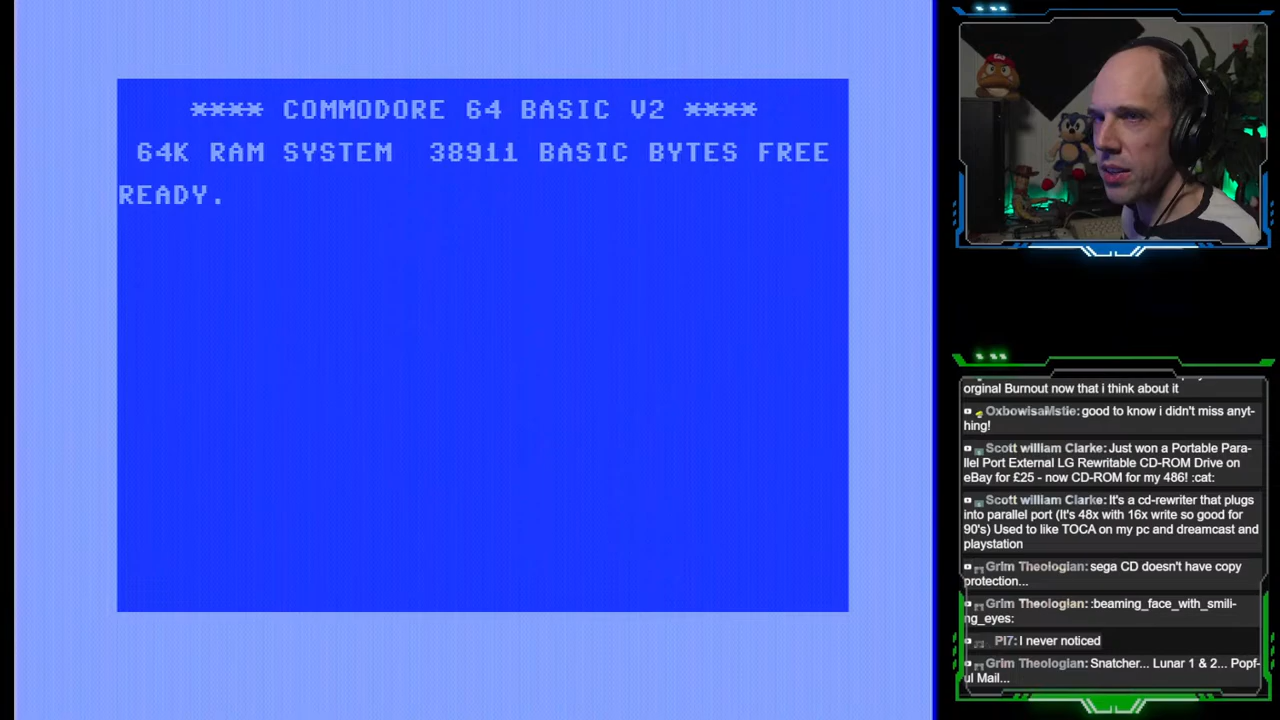 **** COMMODORE 64 BASIC V2 ****
64K RAM SYSTEM  38911 BASIC BYTES FREE
READY.
orginal Burnout now that i think about it
OxbowisaMstie: good to know i didn't miss anyt-
hing!
Scott william Clarke: Just won a Portable Para-
llel Port External LG Rewritable CD-ROM Drive on
eBay for £25 - now CD-ROM for my 486! :cat:
Scott william Clarke: It's a cd-rewriter that plugs
into parallel port (It's 48x with 16x write so good for
90's) Used to like TOCA on my pc and dreamcast and
playstation
Grim Theologian: sega CD doesn't have copy
protection...
Grim Theologian: :beaming_face_with_smili-
ng_eyes:
PI7: I never noticed
Grim Theologian: Snatcher... Lunar 1 & 2... Popf-
ul Mail...